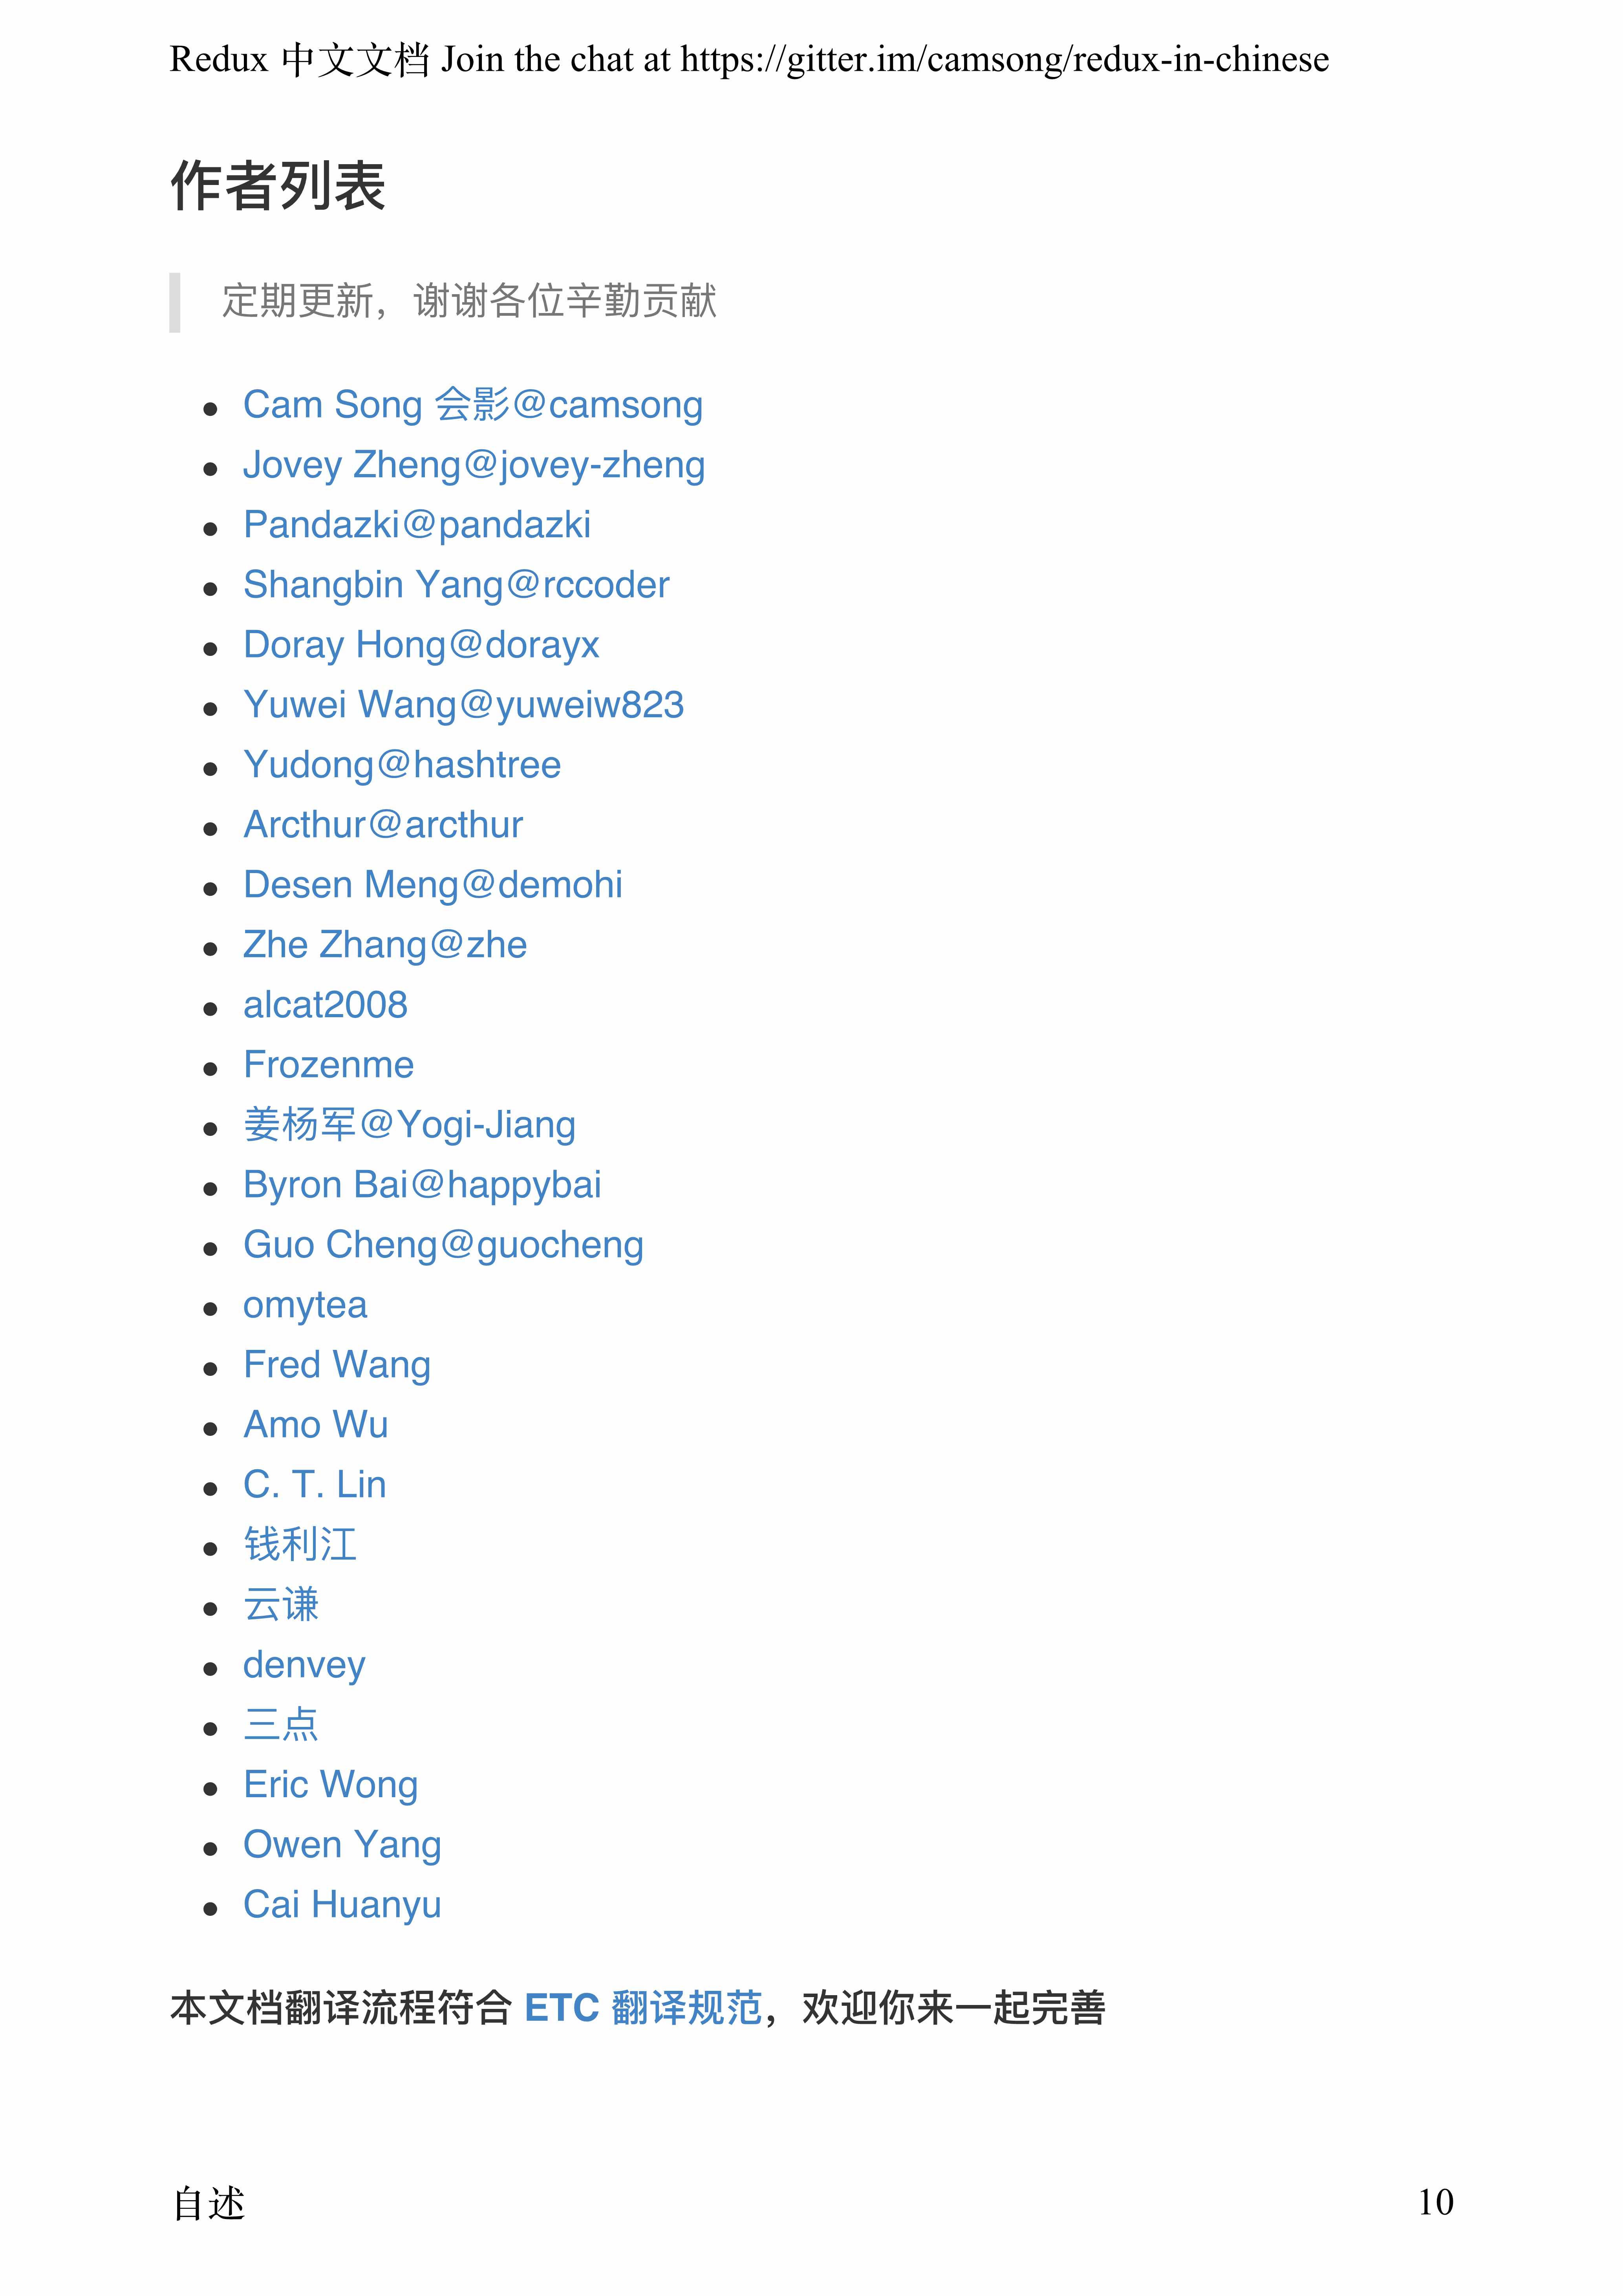 Redux 中文文档 Join the chat at https://gitter.im/camsong/redux-in-chinese
作者列表
定期更新，谢谢各位辛勤贡献
Cam Song 会影@camsong
Jovey Zheng@jovey-zheng
Pandazki@pandazki
Shangbin Yang@rccoder
Doray Hong@dorayx
Yuwei Wang@yuweiw823
Yudong@hashtree
Arcthur@arcthur
Desen Meng@demohi
Zhe Zhang@zhe
alcat2008
Frozenme
姜杨军@Yogi-Jiang
Byron Bai@happybai
Guo Cheng@guocheng
omytea
Fred Wang
Amo Wu
C. T. Lin
钱利江
云谦
denvey
三点
Eric Wong
Owen Yang
Cai Huanyu
本文档翻译流程符合 ETC 翻译规范，欢迎你来一起完善
自述 10